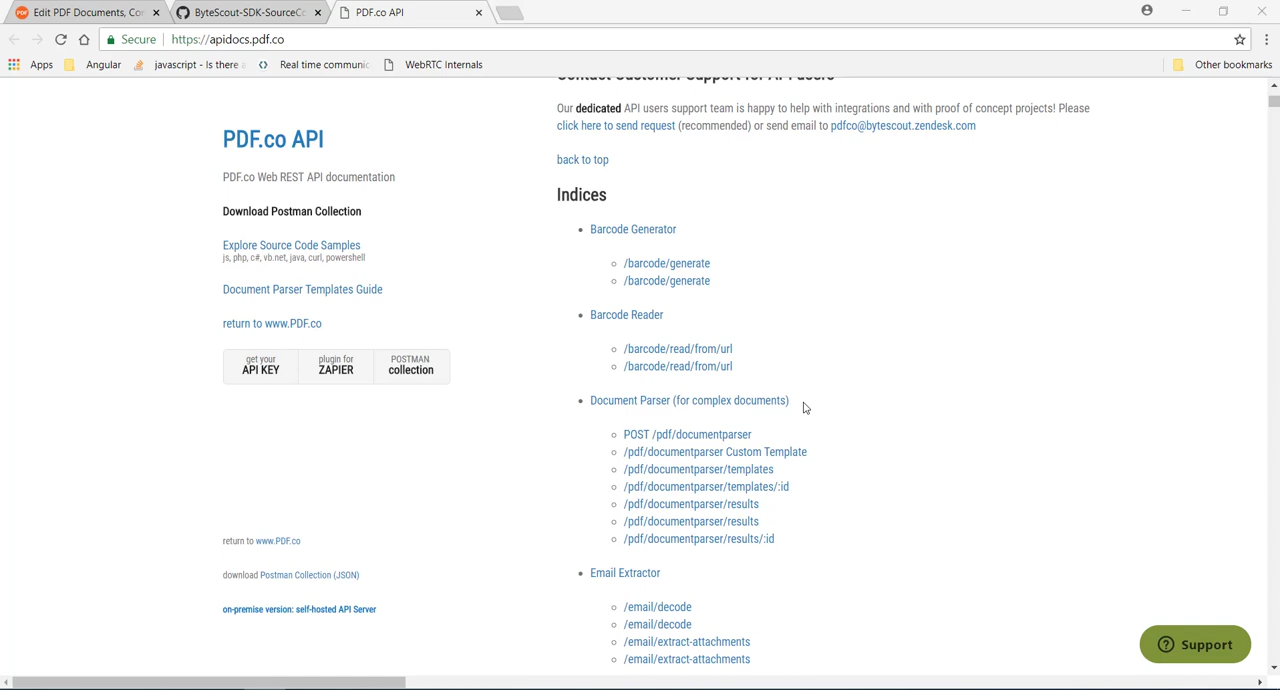 Edit PDF Documents, Co
ByteScout-SDK-SourceCo
PDF.co API
Secure
https://apidocs.pdf.co
Apps
Angular
javascript - Is there a
Real time communic
WebRTC Internals
Other bookmarks
PDF.co API
PDF.co Web REST API documentation
Download Postman Collection
Explore Source Code Samples
js, php, c#, vb.net, java, curl, powershell
Document Parser Templates Guide
return to www.PDF.co
get your
API KEY
plugin for
ZAPIER
POSTMAN
collection
return to www.PDF.co
download Postman Collection (JSON)
on-premise version: self-hosted API Server
Contact Customer Support for API users
Our dedicated API users support team is happy to help with integrations and with proof of concept projects! Please
click here to send request (recommended) or send email to pdfco@bytescout.zendesk.com
back to top
Indices
Barcode Generator
/barcode/generate
/barcode/generate
Barcode Reader
/barcode/read/from/url
/barcode/read/from/url
Document Parser (for complex documents)
POST /pdf/documentparser
/pdf/documentparser Custom Template
/pdf/documentparser/templates
/pdf/documentparser/templates/:id
/pdf/documentparser/results
/pdf/documentparser/results
/pdf/documentparser/results/:id
Email Extractor
/email/decode
/email/decode
/email/extract-attachments
/email/extract-attachments
Support